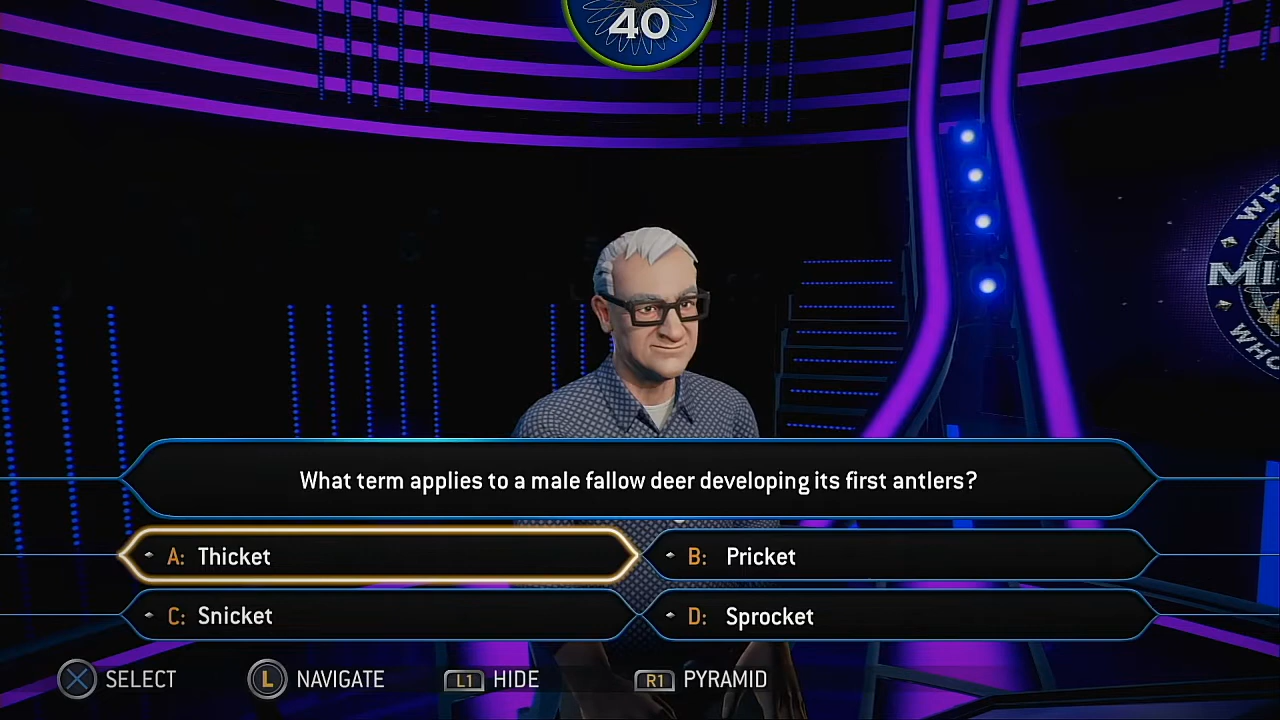 40
What term applies to a male fallow deer developing its first antlers?
A: Thicket
B: Pricket
C: Snicket
D: Sprocket
SELECT
L NAVIGATE
L1 HIDE
R1 PYRAMID